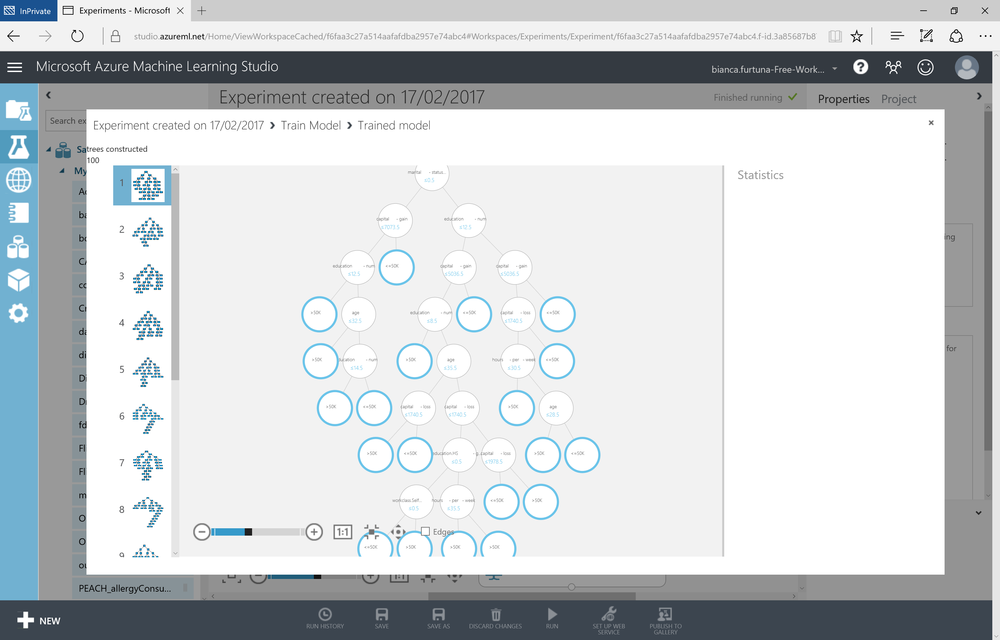 InPrivate
Experiments - Microsoft
studio.azureml.net/Home/ViewWorkspaceCached/f6faa3c27a514aafafdba2957e74abc4#Workspaces/Experiments/Experiment/f6faa3c27a514aafafdba2957e74abc4.f-id.3a85687b8
Microsoft Azure Machine Learning Studio
bianca.furtuna-Free-Work...
Experiment created on 17/02/2017
Finished running
Properties Project
Search ex
Experiment created on 17/02/2017 > Train Model > Trained model
Sa
trees constructed
100
My
Statistics
1
2
3
4
5
6
7
8
9
marital - status...
≤0.5
capital - gain
≤7073.5
education - num
≤12.5
education - num
≤12.5
<=50K
capital - gain
≤5036.5
capital - gain
≤5036.5
>50K
age
≤32.5
education - num
≤8.5
<=50K
capital - loss
≤1740.5
<=50K
>50K
ducation - num
≤14.5
>50K
age
≤35.5
hours - per - week
≤30.5
<=50K
>50K
<=50K
capital - loss
≤1740.5
capital - loss
≤1740.5
>50K
age
≤28.5
>50K
<=50K
education.HS - g...
≤0.5
capital - loss
≤1978.5
>50K
<=50K
workclass.Self...
≤0.5
hours - per - week
≤35.5
<=50K
>50K
<=50K
>50K
>50K
>50K
1:1
Edges
Ac
ba
CA
Cr
da
di
Di
Dr
fd
Fli
Fli
m
O
O
ou
PEACH_allergyConsu...
ing
for
NEW
RUN HISTORY
SAVE
SAVE AS
DISCARD CHANGES
RUN
SET UP WEB
SERVICE
PUBLISH TO
GALLERY